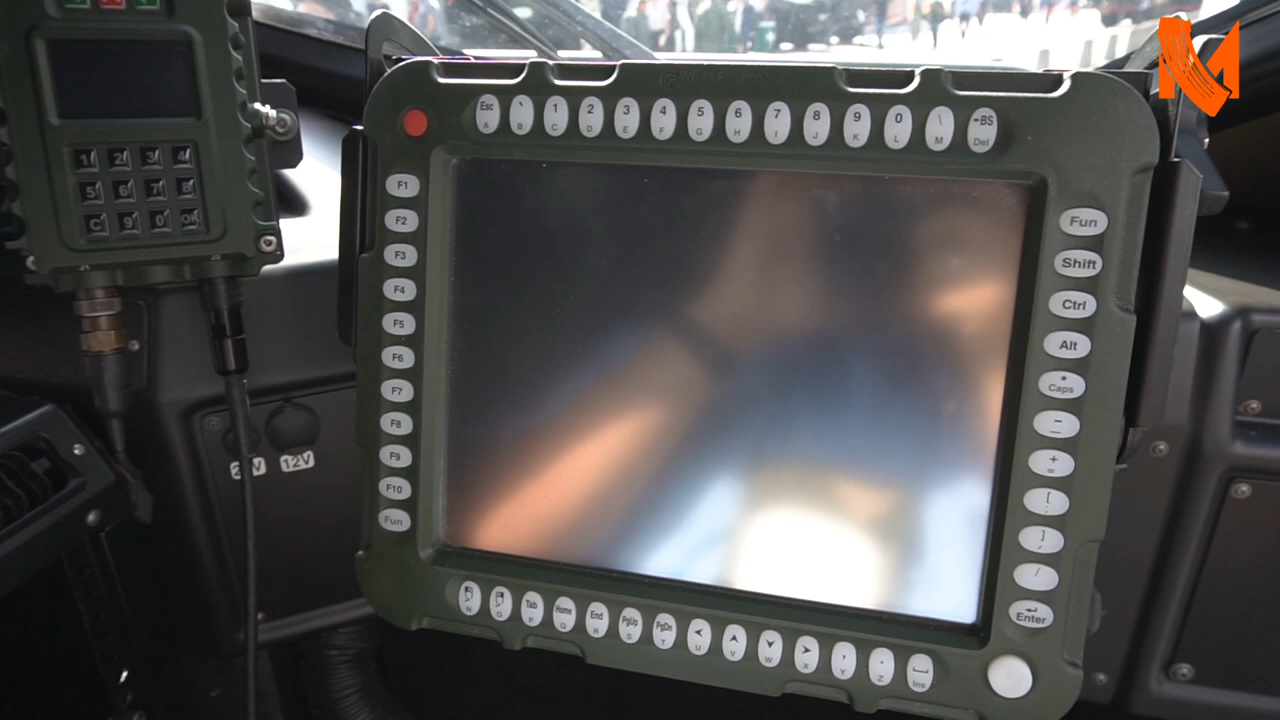 Esc ` 1 2 3 4 5 6 7 8 9 0 \ ←BS
A B C D E F G H I J K L M Del
F1
F2
F3
F4
F5
F6
F7
F8
F9
F10
Fun
Fun
Shift
Ctrl
Alt
*
Caps
-
_
+
=
[
;
]
,
/
↵
Enter
Tab Home End PgUp PgDn , . 
N O P Q R S T U V W X Y Z Ins
1 2 3 4
5 6 7 8
C 9 0 OK
12V
M